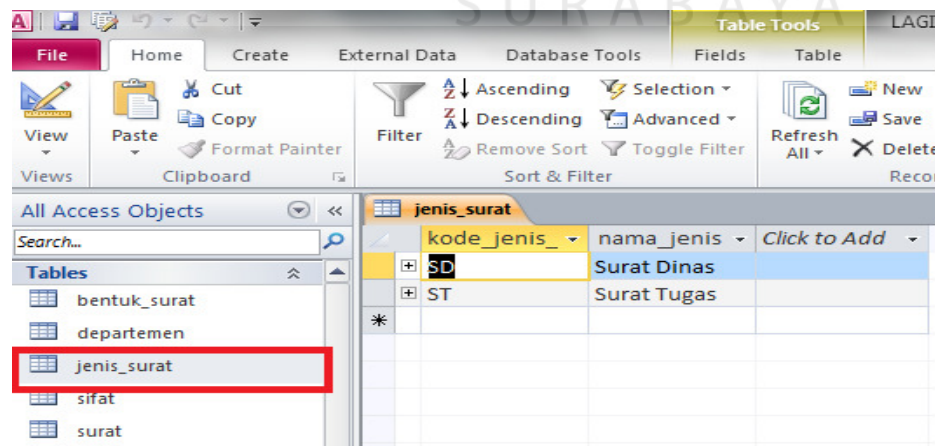 SURABAYA
A Table Tools LAGI
File Home Create External Data Database Tools Fields Table
Cut Ascending Selection New
Copy Descending Advanced Save
View Paste Format Painter Filter Remove Sort Toggle Filter Refresh All Delete
Views Clipboard Sort & Filter Reco
All Access Objects « jenis_surat
Search... kode_jenis_ nama_jenis Click to Add
Tables SD Surat Dinas
bentuk_surat ST Surat Tugas
departemen
jenis_surat
sifat
surat